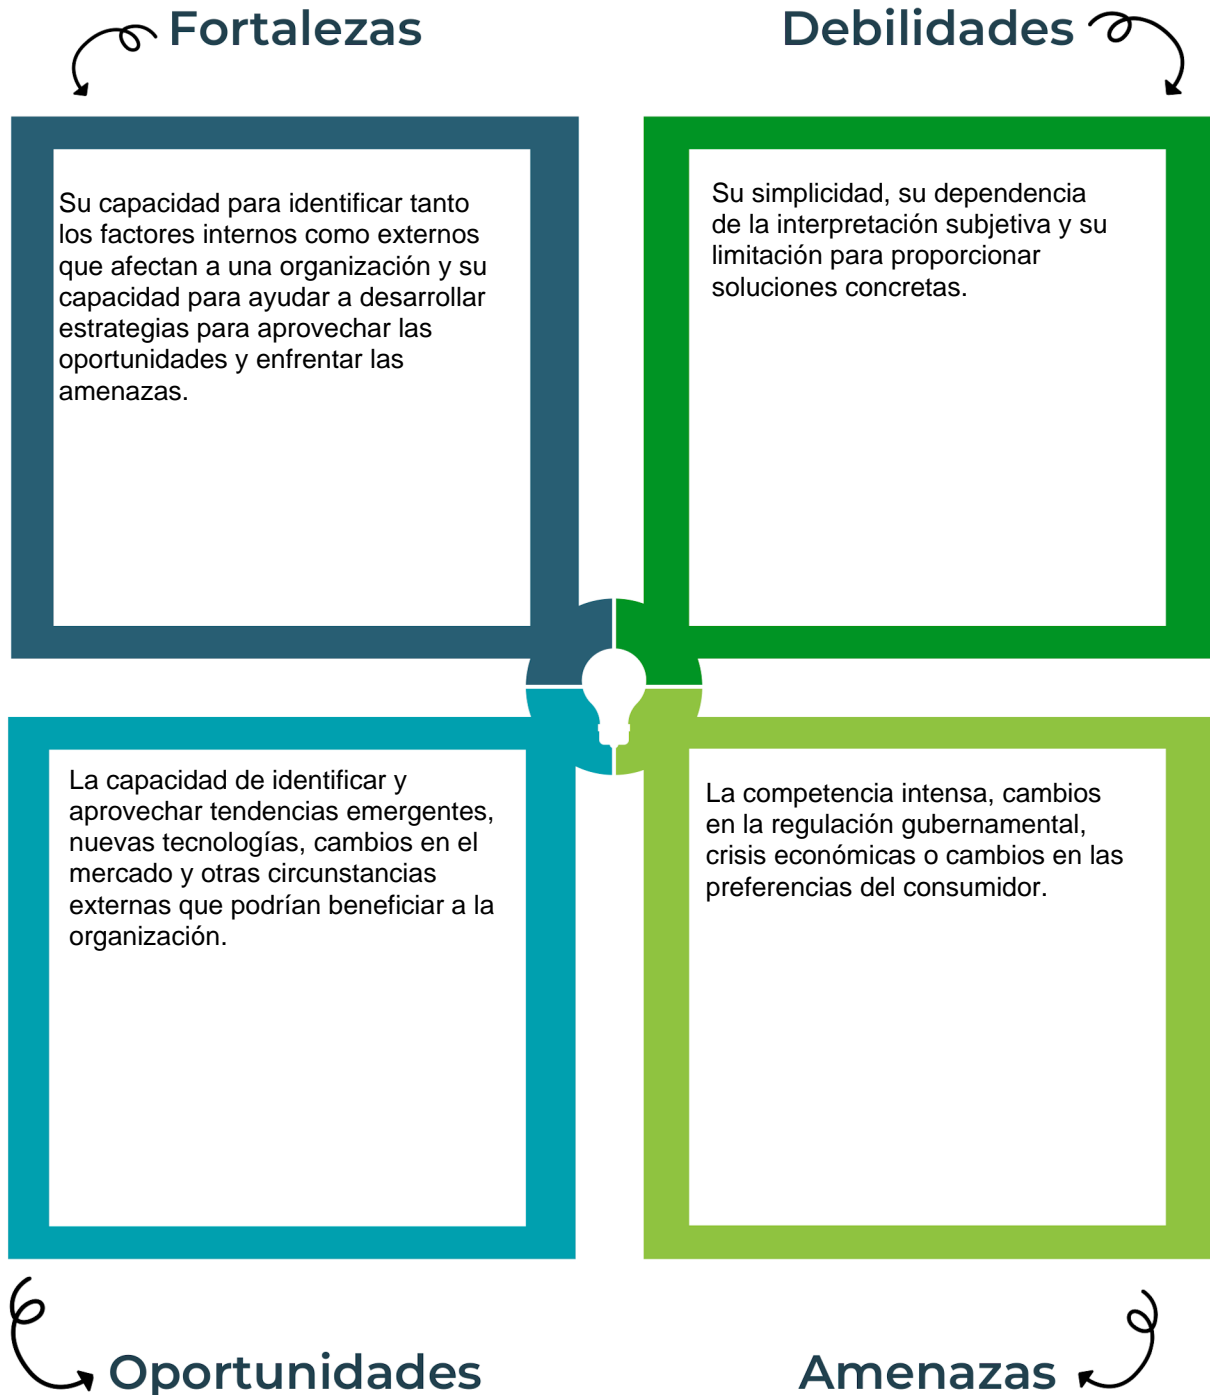 Fortalezas
Su capacidad para identificar tanto
los factores internos como externos
que afectan a una organización y su
capacidad para ayudar a desarrollar
estrategias para aprovechar las
oportunidades y enfrentar las
amenazas.
Debilidades
Su simplicidad, su dependencia
de la interpretación subjetiva y su
limitación para proporcionar
soluciones concretas.
La capacidad de identificar y
aprovechar tendencias emergentes,
nuevas tecnologías, cambios en el
mercado y otras circunstancias
externas que podrían beneficiar a la
organización.
Oportunidades
La competencia intensa, cambios
en la regulación gubernamental,
crisis económicas o cambios en las
preferencias del consumidor.
Amenazas